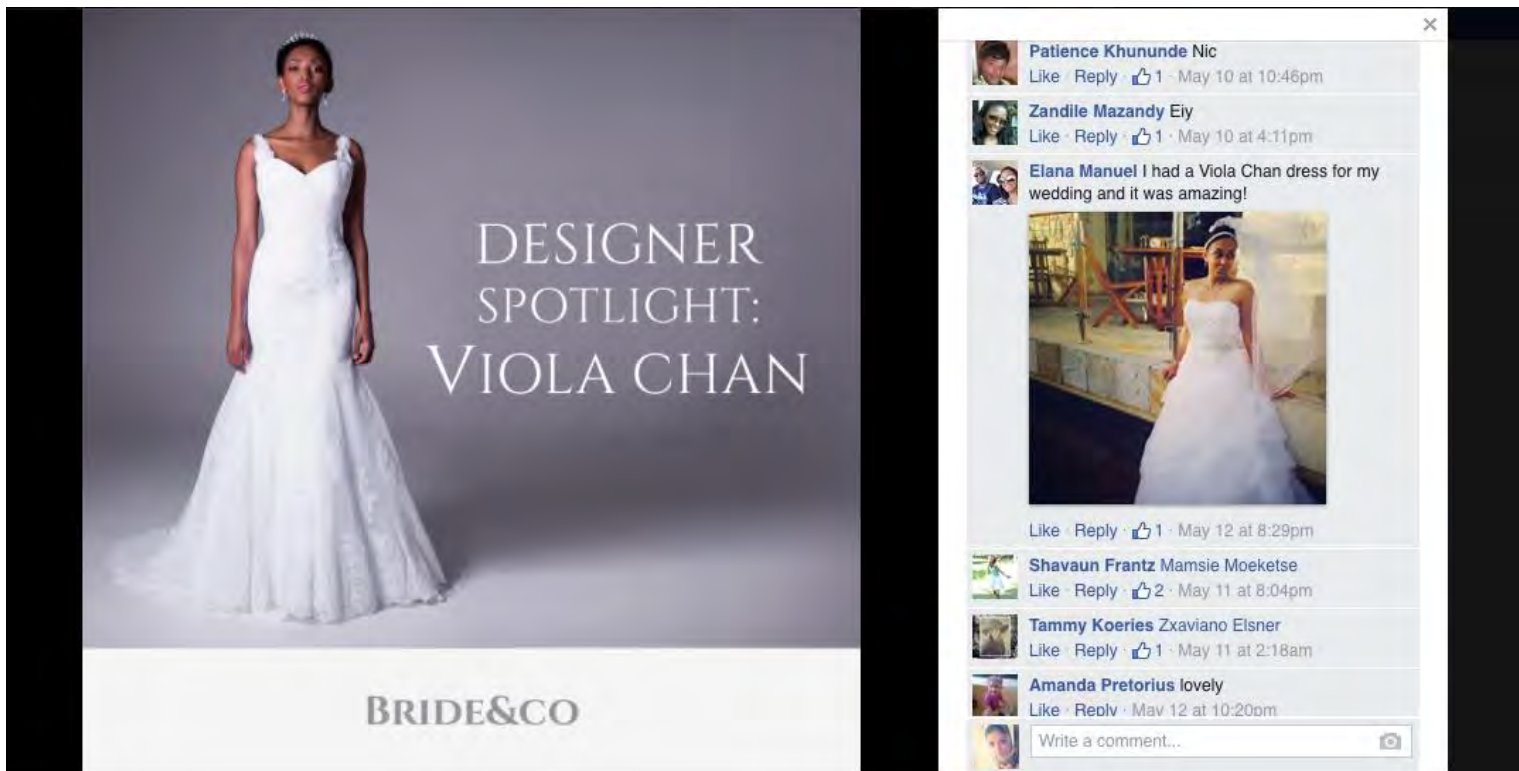 DESIGNER
SPOTLIGHT:
VIOLA CHAN
BRIDE&CO
×
Patience Khununde Nic
Like · Reply · 1 · May 10 at 10:46pm
Zandile Mazandy Eiy
Like · Reply · 1 · May 10 at 4:11pm
Elana Manuel I had a Viola Chan dress for my
wedding and it was amazing!
Like · Reply · 1 · May 12 at 8:29pm
Shavaun Frantz Mamsie Moeketse
Like · Reply · 2 · May 11 at 8:04pm
Tammy Koeries Zxaviano Elsner
Like · Reply · 1 · May 11 at 2:18am
Amanda Pretorius lovely
Like · Reply · May 12 at 10:20pm
Write a comment...